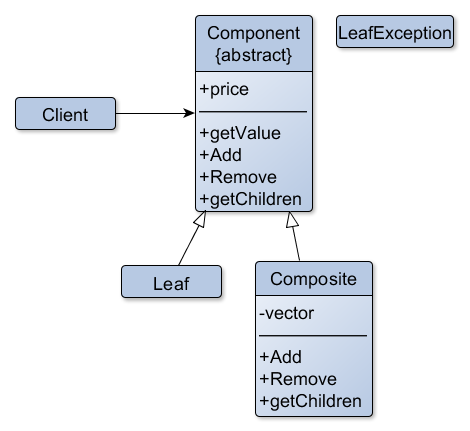 Component
{abstract}
+price
+getValue
+Add
+Remove
+getChildren
LeafException
Client
Leaf
Composite
-vector
+Add
+Remove
+getChildren